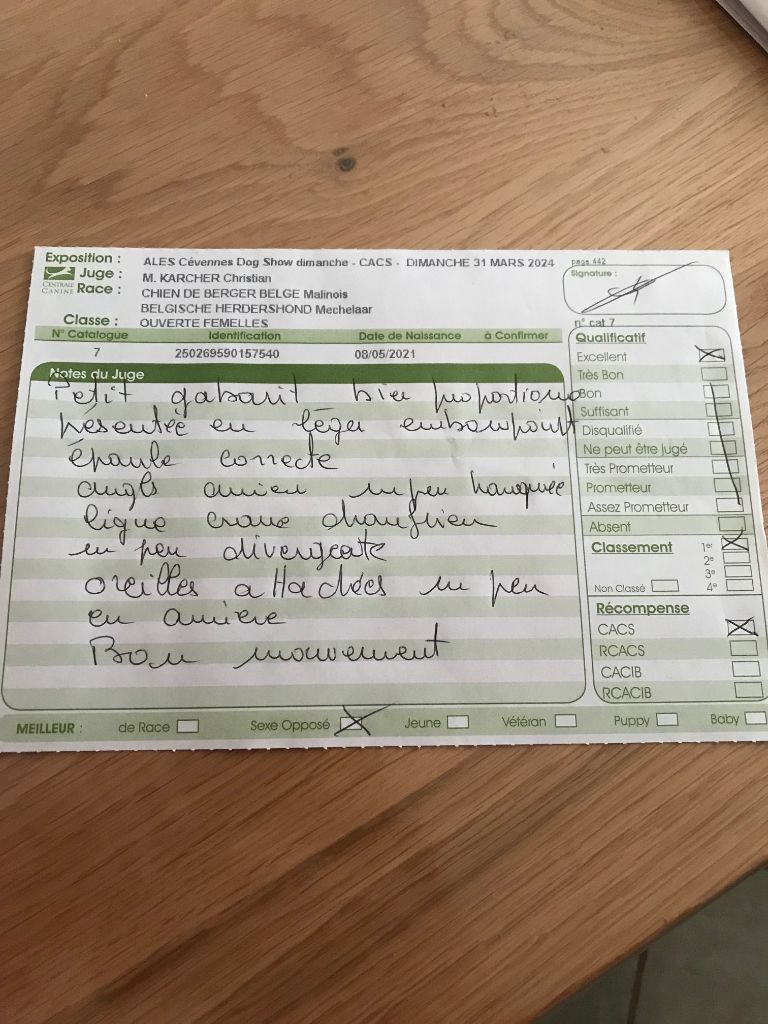 Exposition : ALES Cévennes Dog Show dimanche - CACS - DIMANCHE 31 MARS 2024
page 442
CENTRALE CANINE
Juge : M. KARCHER Christian
Signature :
Race : CHIEN DE BERGER BELGE Malinois
BELGISCHE HERDERSHOND Mechelaar
Classe : OUVERTE FEMELLES
n° cat 7
N° Catalogue Identification Date de Naissance à Confirmer
7 250269590157540 08/05/2021
Notes du Juge
Petit gabarit bien proportionné
présentée en léger embonpoint
épaule correcte
angls arrière un peu
ligne crane chanfrien
un peu divergeate
oreilles attachées un peu
en arrière
Bon mouvement
Qualificatif
Excellent
Très Bon
Bon
Suffisant
Disqualifié
Ne peut être jugé
Très Prometteur
Prometteur
Assez Prometteur
Absent
Classement 1er
2e
3e
Non Classé 4e
Récompense
CACS
RCACS
CACIB
RCACIB
MEILLEUR : de Race Sexe Opposé Jeune Vétéran Puppy Baby